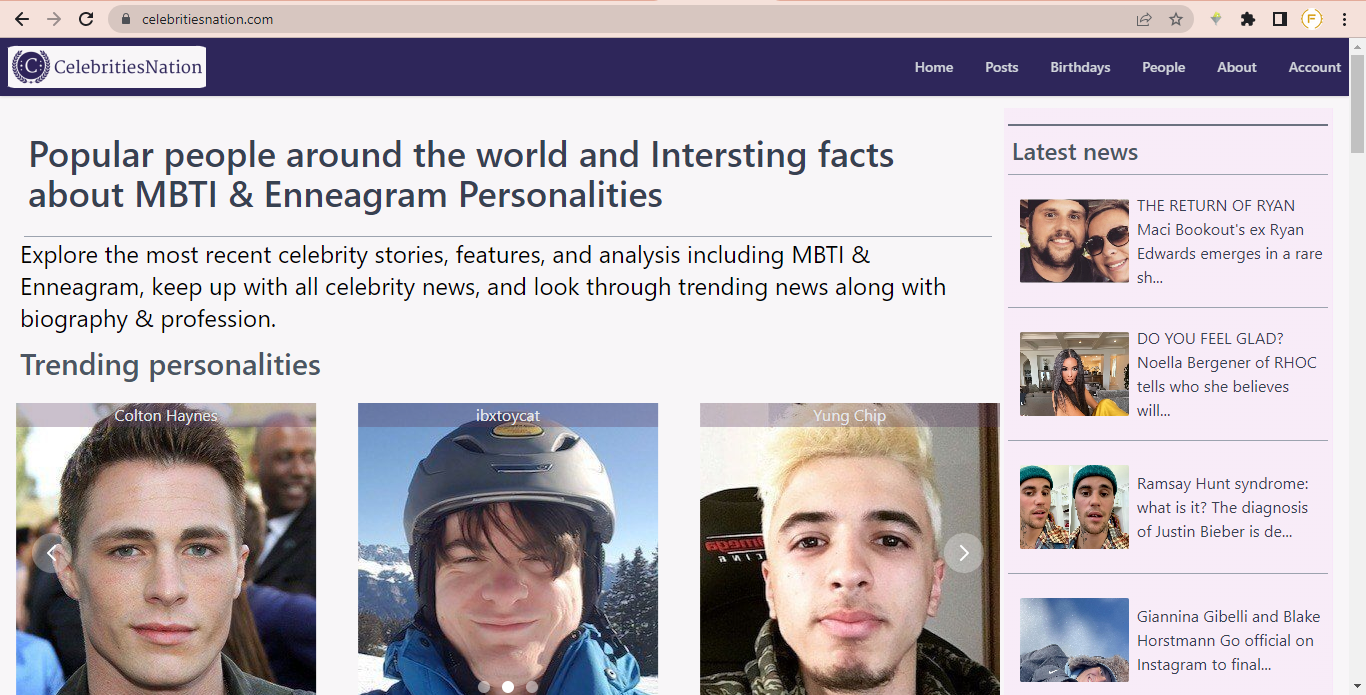 celebritiesnation.com
F
C CelebritiesNation
Home Posts Birthdays People About Account
Popular people around the world and Intersting facts
about MBTI & Enneagram Personalities
Explore the most recent celebrity stories, features, and analysis including MBTI &
Enneagram, keep up with all celebrity news, and look through trending news along with
biography & profession.
Trending personalities
Colton Haynes
ibxtoycat
Yung Chip
Omega
Latest news
THE RETURN OF RYAN
Maci Bookout's ex Ryan
Edwards emerges in a rare
sh...
DO YOU FEEL GLAD?
Noella Bergener of RHOC
tells who she believes
will...
Ramsay Hunt syndrome:
what is it? The diagnosis
of Justin Bieber is de...
Giannina Gibelli and Blake
Horstmann Go official on
Instagram to final...